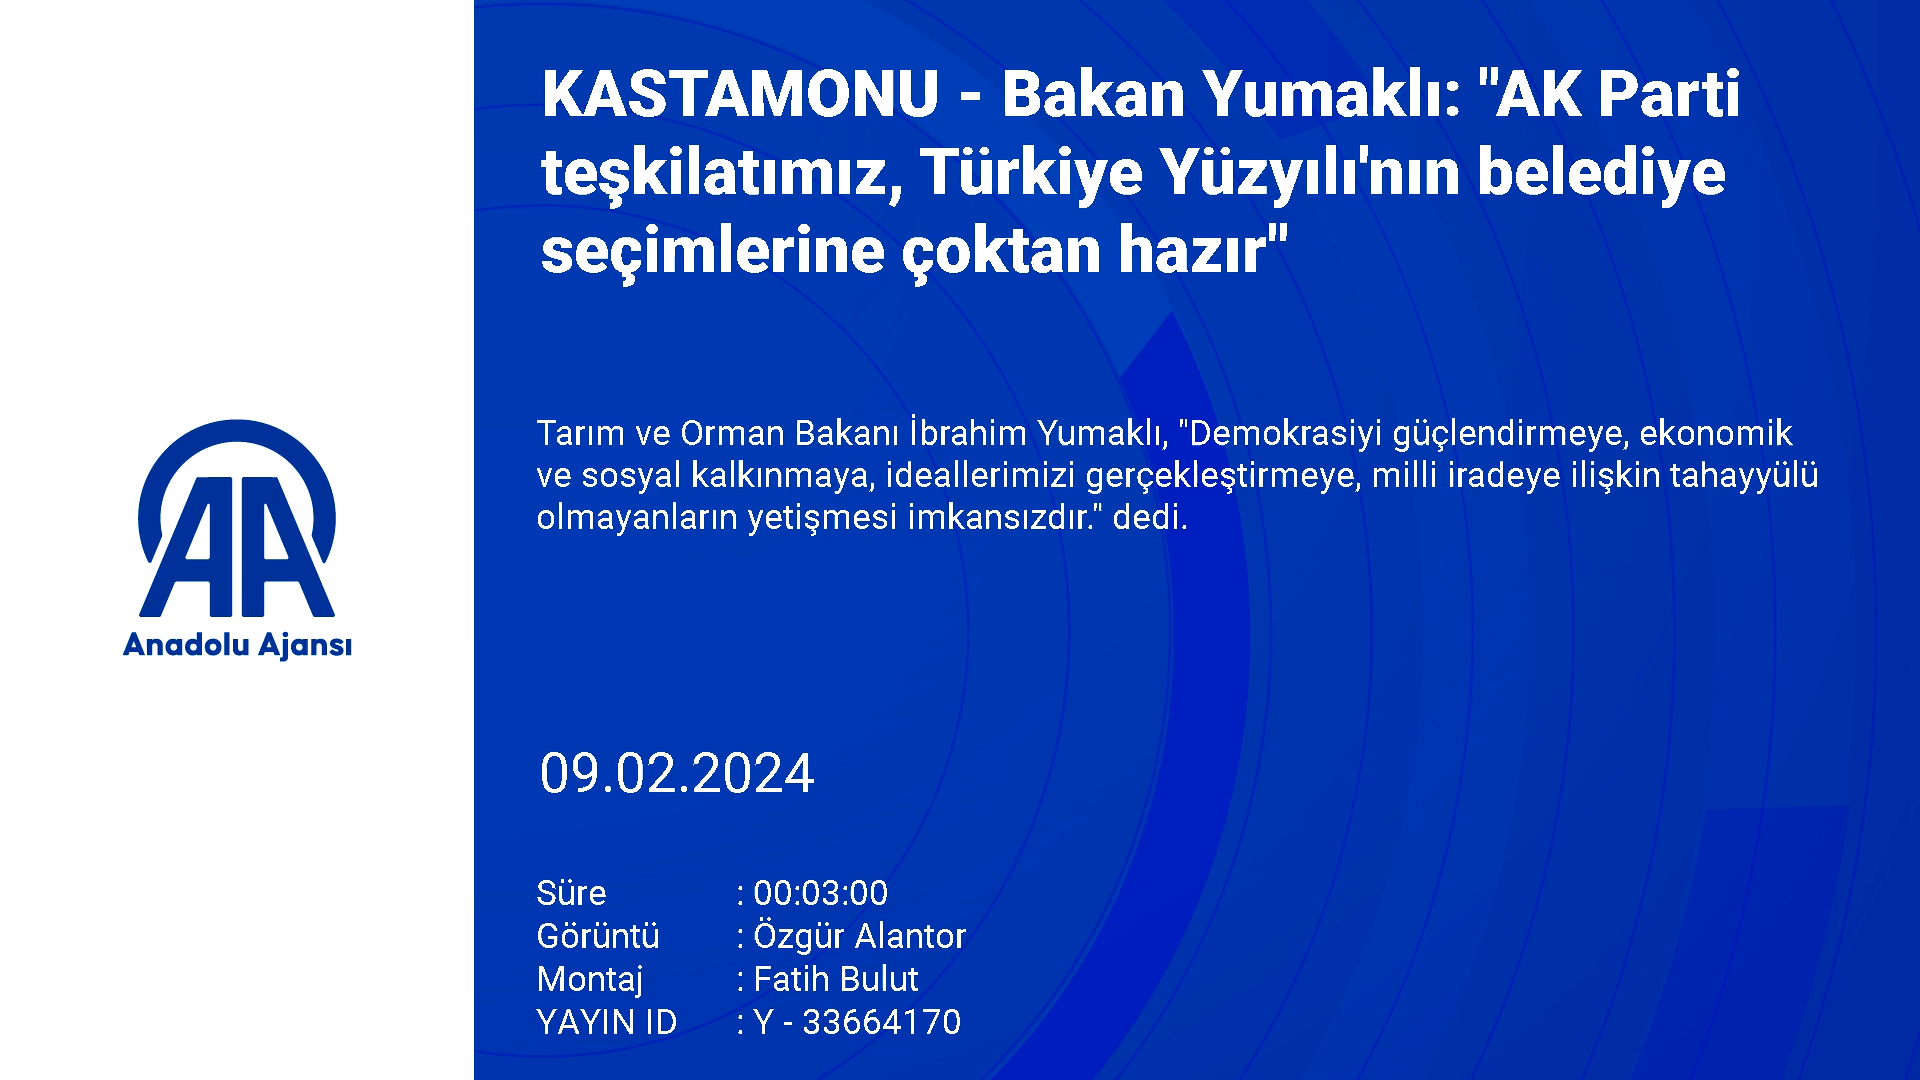 KASTAMONU - Bakan Yumaklı: "AK Parti
teşkilatımız, Türkiye Yüzyılı'nın belediye
seçimlerine çoktan hazır"
Tarım ve Orman Bakanı İbrahim Yumaklı, "Demokrasiyi güçlendirmeye, ekonomik
ve sosyal kalkınmaya, ideallerimizi gerçekleştirmeye, milli iradeye ilişkin tahayyülü
olmayanların yetişmesi imkansızdır." dedi.
AA
Anadolu Ajansı
09.02.2024
Süre : 00:03:00
Görüntü : Özgür Alantor
Montaj : Fatih Bulut
YAYIN ID : Y - 33664170